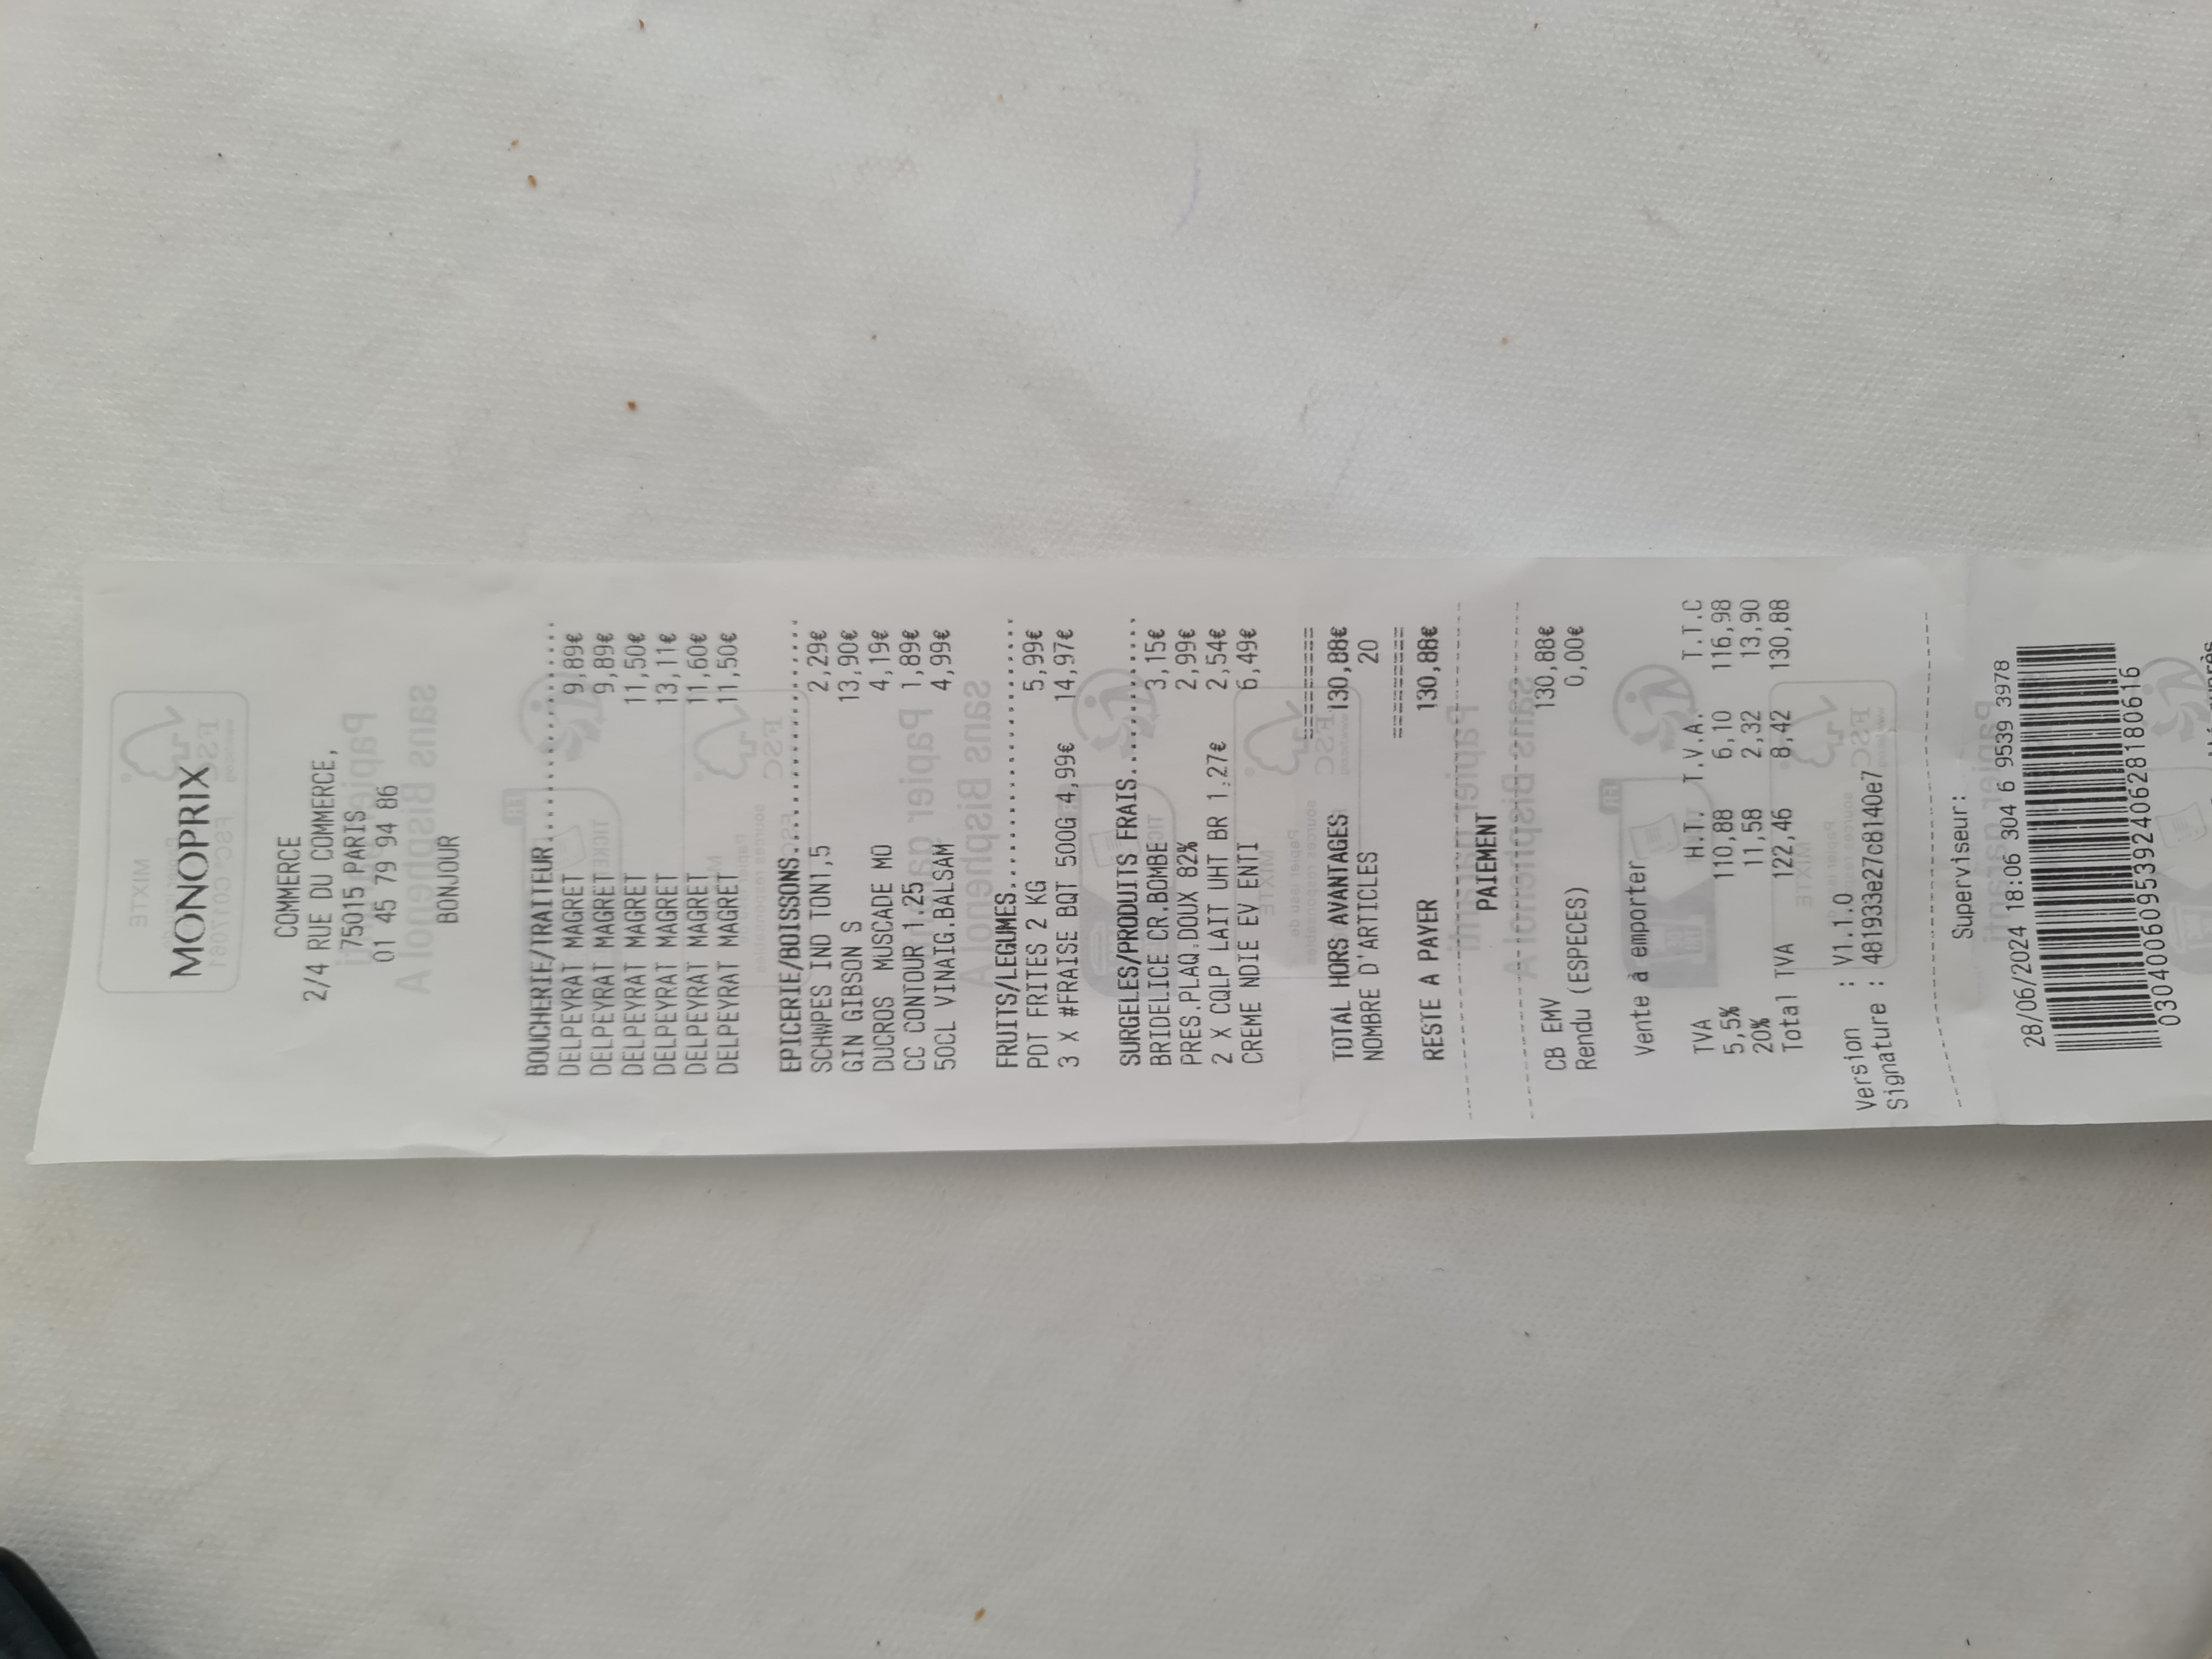 MONOPRIX
COMMERCE
2/4 RUE DU COMMERCE,
75015 PARIS
01 45 79 94 86
BONJOUR
BOUCHERIE/TRAITEUR....................
DELPEYRAT MAGRET 9,89€
DELPEYRAT MAGRET 9,89€
DELPEYRAT MAGRET 11,50€
DELPEYRAT MAGRET 13,11€
DELPEYRAT MAGRET 11,60€
DELPEYRAT MAGRET 11,50€
EPICERIE/BOISSONS.....................
SCHWPES IND TON1,5 2,29€
GIN GIBSON S 13,90€
DUCROS MUSCADE MO 4,19€
CC CONTOUR 1.25 1,89€
50CL VINAIG.BALSAM 4,99€
FRUITS/LEGUMES........................
PDT FRITES 2 KG 5,99€
3 X #FRAISE BQT 500G 4,99€ 14,97€
SURGELES/PRODUITS FRAIS..............
BRIDELICE CR.BOMBE 3,15€
PRES.PLAQ.DOUX 82% 2,99€
2 X CQLP LAIT UHT BR 1.27€ 2,54€
CREME NDIE EV ENTI 6,49€
=========
TOTAL HORS AVANTAGES 130,88€
NOMBRE D'ARTICLES 20
=========
RESTE A PAYER 130,88€
PAIEMENT
CB EMV 130,88€
Rendu (ESPECES) 0,00€
Vente à emporter
TVA H.T. T.V.A. T.T.C
5,5% 110,88 6,10 116,98
20% 11,58 2,32 13,90
Total TVA 122,46 8,42 130,88
Version : V1.1.0
Signature : 481933e27c8140e7
Superviseur:
28/06/2024 18:06 304 6 9539 3978
030400609539240628180616